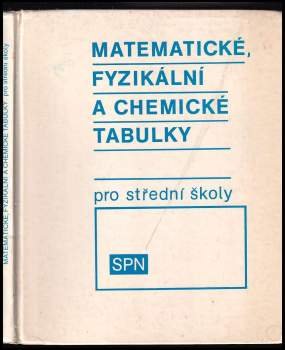 MATEMATICKÉ, FYZIKÁLNÍ A CHEMICKÉ TABULKY pro střední školy
MATEMATICKÉ,
FYZIKÁLNÍ
A CHEMICKÉ
TABULKY
pro střední školy
SPN